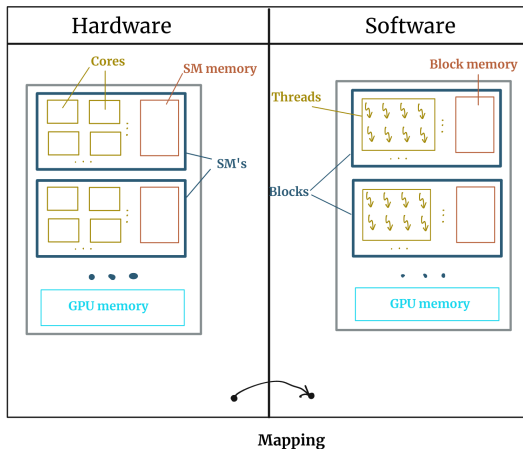 Hardware
Software
Cores
SM memory
Block memory
Threads
SM's
Blocks
GPU memory
GPU memory
Mapping